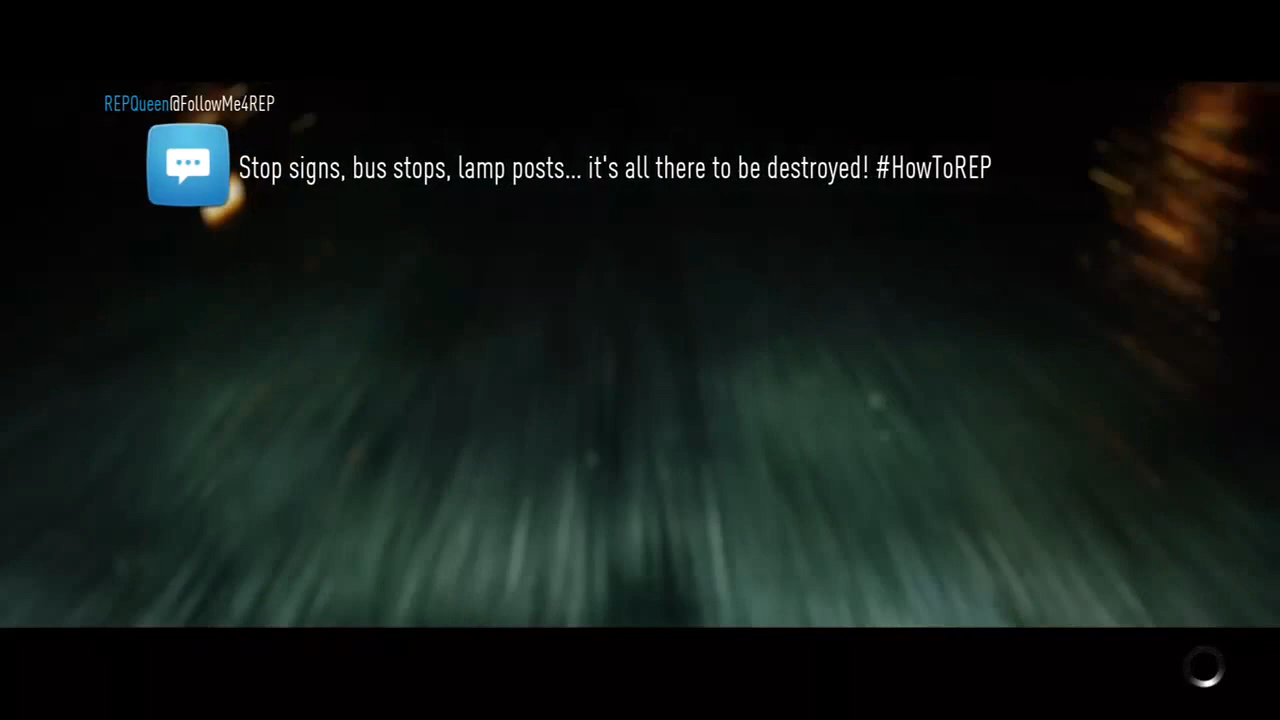 REPQueen@FollowMe4REP
Stop signs, bus stops, lamp posts... it's all there to be destroyed! #HowToREP